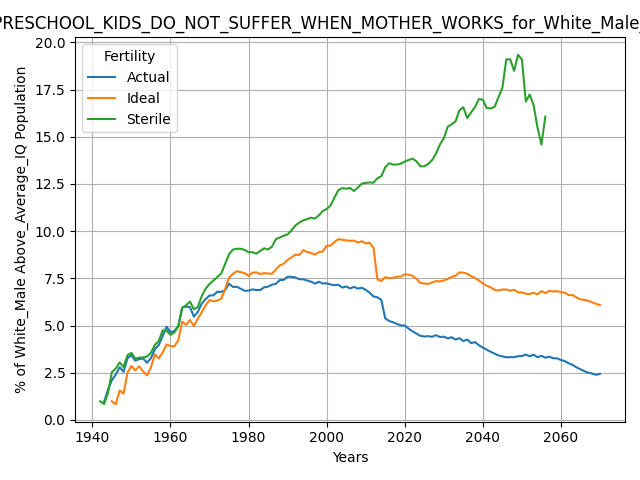 PRESCHOOL_KIDS_DO_NOT_SUFFER_WHEN_MOTHER_WORKS_for_White_Male_
Fertility
Actual
Ideal
Sterile
% of White_Male Above_Average_IQ Population
20.0
17.5
15.0
12.5
10.0
7.5
5.0
2.5
0.0
1940 1960 1980 2000 2020 2040 2060
Years